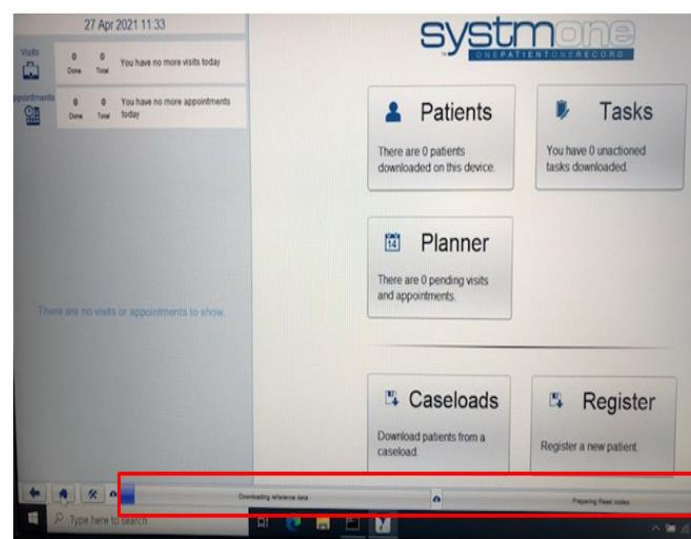 27 Apr 2021 11:33
Visits
0 0 You have no more visits today
Done Total
Appointments
0 0 You have no more appointments
Done Total today
There are no visits or appointments to show.
systmone
ONEPATIENTONERECORD
Patients
There are 0 patients
downloaded on this device.
Tasks
You have 0 unactioned
tasks downloaded.
14 Planner
There are 0 pending visits
and appointments.
Caseloads
Download patients from a
caseload.
Register
Register a new patient.
Downloading reference data
Preparing Read codes
Type here to search